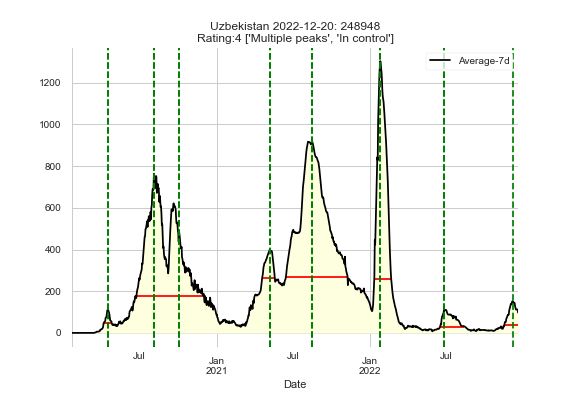 Uzbekistan 2022-12-20: 248948
Rating:4 ['Multiple peaks', 'In control']
Average-7d
1200
1000
800
600
400
200
0
Jul
Jan
2021
Jul
Jan
2022
Jul
Date